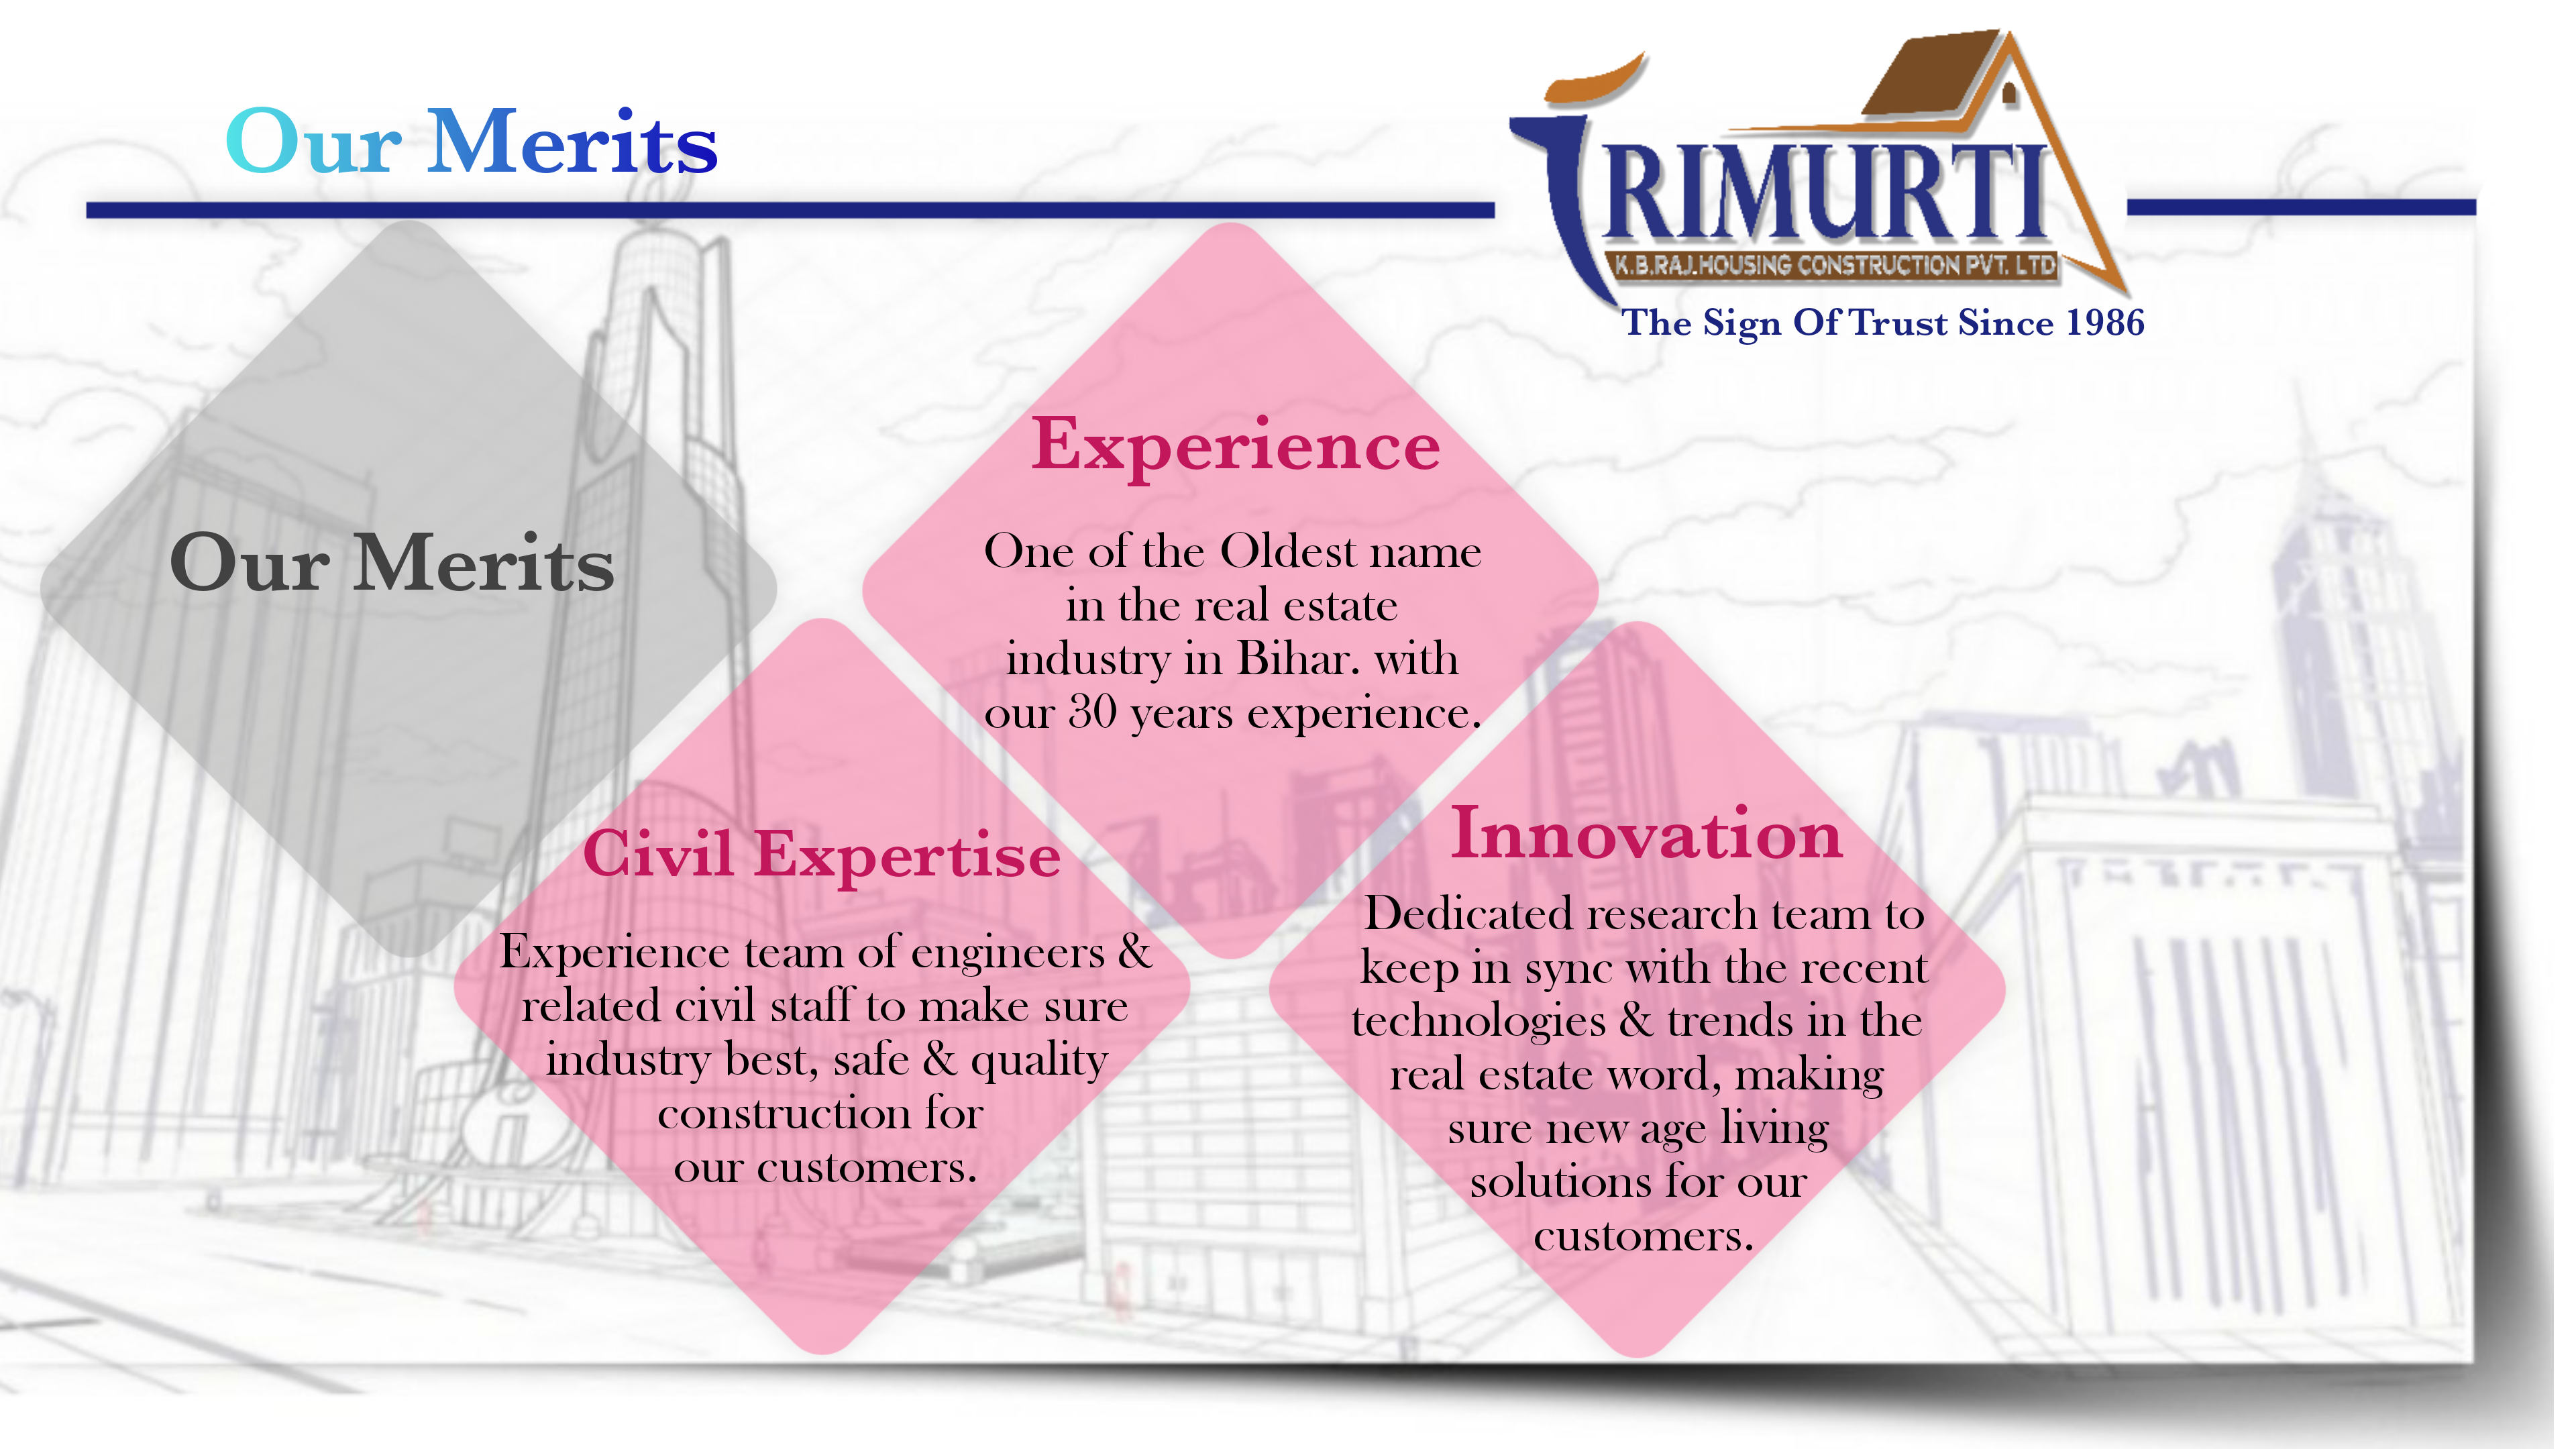 Our Merits
TRIMURTI
K.B.RAJ.HOUSING CONSTRUCTION PVT. LTD
The Sign Of Trust Since 1986
Our Merits
Experience
One of the Oldest name
in the real estate
industry in Bihar. with
our 30 years experience.
Civil Expertise
Experience team of engineers &
related civil staff to make sure
industry best, safe & quality
construction for
our customers.
Innovation
Dedicated research team to
keep in sync with the recent
technologies & trends in the
real estate word, making
sure new age living
solutions for our
customers.